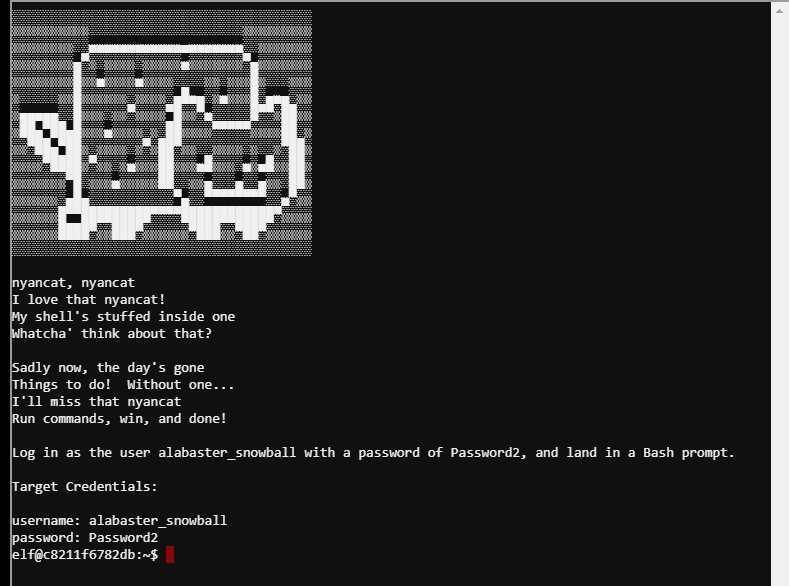 nyancat, nyancat
I love that nyancat!
My shell's stuffed inside one
Whatcha' think about that?
Sadly now, the day's gone
Things to do!  Without one...
I'll miss that nyancat
Run commands, win, and done!
Log in as the user alabaster_snowball with a password of Password2, and land in a Bash prompt.
Target Credentials:
username: alabaster_snowball
password: Password2
elf@c8211f6782db:~$